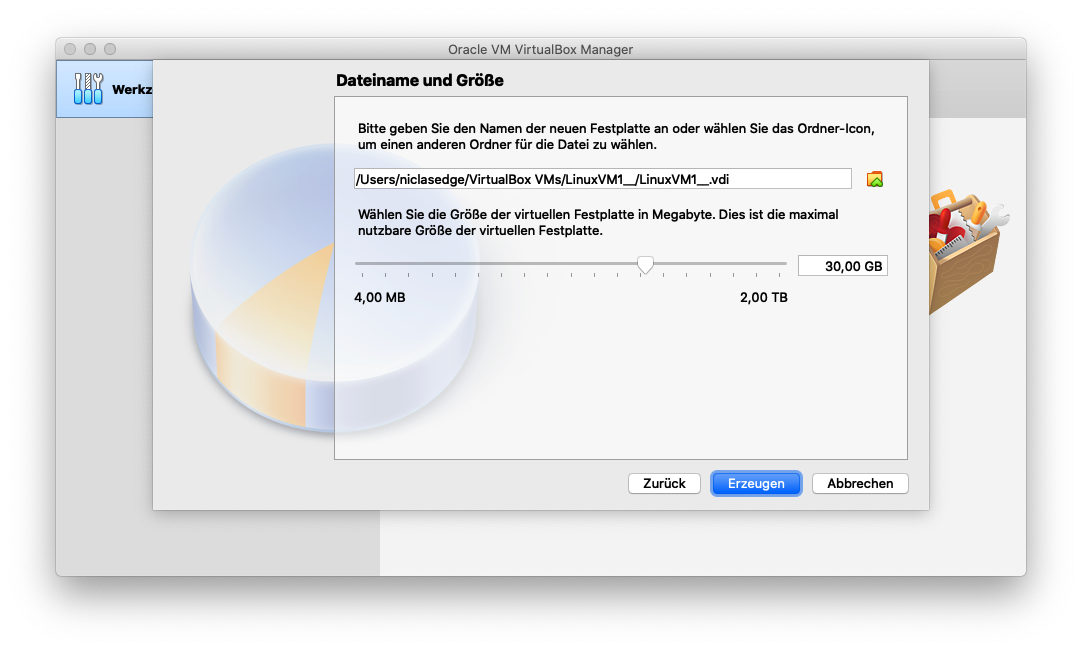 Oracle VM VirtualBox Manager
Werkz
Dateiname und Größe
Bitte geben Sie den Namen der neuen Festplatte an oder wählen Sie das Ordner-Icon,
um einen anderen Ordner für die Datei zu wählen.
/Users/niclasedge/VirtualBox VMs/LinuxVM1__/LinuxVM1__.vdi
Wählen Sie die Größe der virtuellen Festplatte in Megabyte. Dies ist die maximal
nutzbare Größe der virtuellen Festplatte.
30,00 GB
4,00 MB 2,00 TB
Zurück Erzeugen Abbrechen